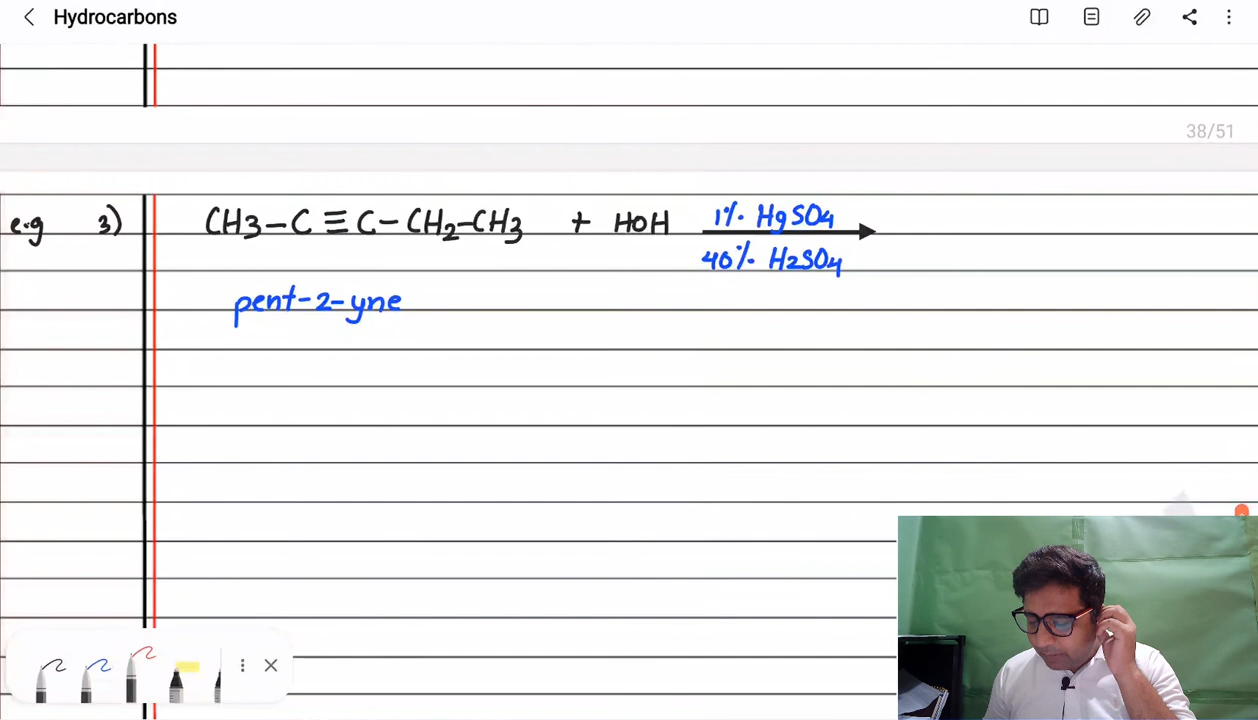 Hydrocarbons
38/51
e.g 3) CH3-C≡C-CH2-CH3 + HOH 1% HgSO4
40% H2SO4
pent-2-yne